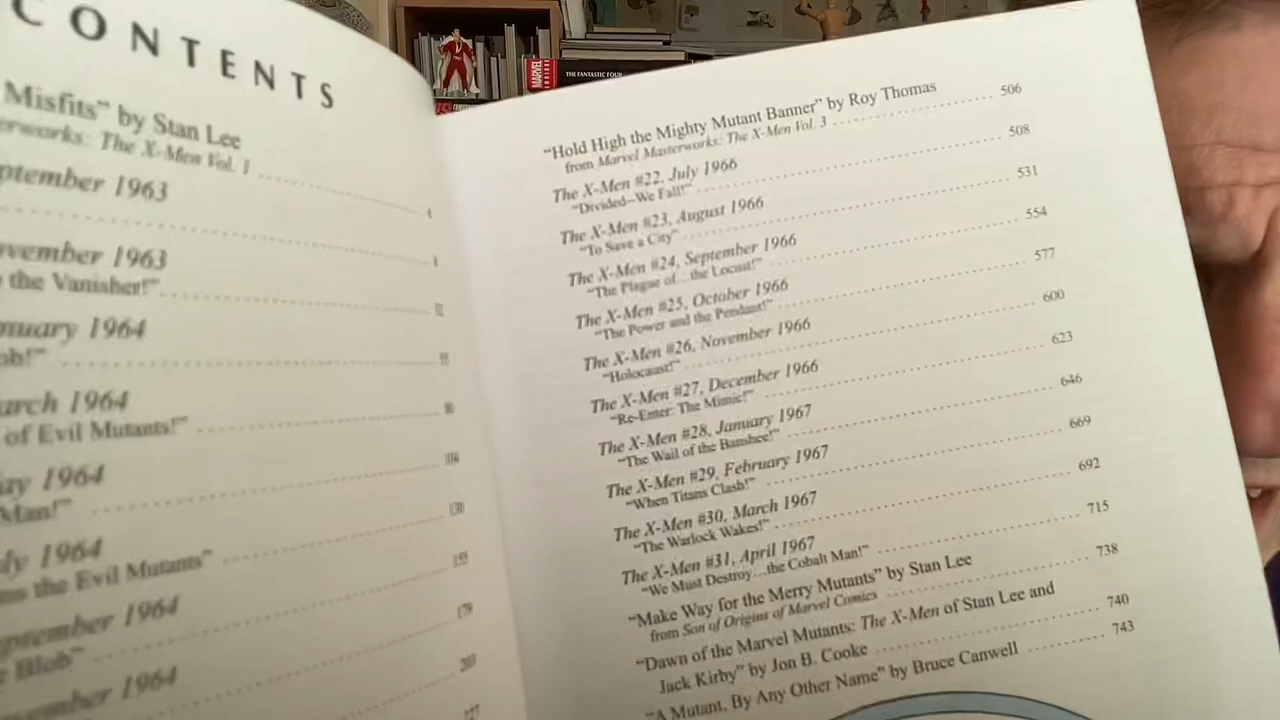 CONTENTS
Misfits” by Stan Lee
The X-Men Vol. 1
1963
1963
the Vanisher!”
1964
1964
of Evil Mutants!”
1964
1964
the Evil Mutants”
1964
Blob”
1964
MARVEL
THE FANTASTIC FOUR
“Hold High the Mighty Mutant Banner” by Roy Thomas
from Marvel Masterworks: The X-Men Vol. 3 506
The X-Men #22, July 1966
“Divided—We Fall!” 508
The X-Men #23, August 1966
“To Save a City” 531
The X-Men #24, September 1966
“The Plague of...the Locust!” 554
The X-Men #25, October 1966
“The Power and the Pendant!” 577
The X-Men #26, November 1966
“Holocaust!” 600
The X-Men #27, December 1966
“Re-Enter: The Mimic!” 623
The X-Men #28, January 1967
“The Wail of the Banshee!” 646
The X-Men #29, February 1967
“When Titans Clash!” 669
The X-Men #30, March 1967
“The Warlock Wakes!” 692
The X-Men #31, April 1967
“We Must Destroy...the Cobalt Man!” 715
“Make Way for the Merry Mutants” by Stan Lee
from Son of Origins of Marvel Comics 738
“Dawn of the Marvel Mutants: The X-Men of Stan Lee and
Jack Kirby” by Jon B. Cooke 740
“A Mutant, By Any Other Name” by Bruce Canwell 743